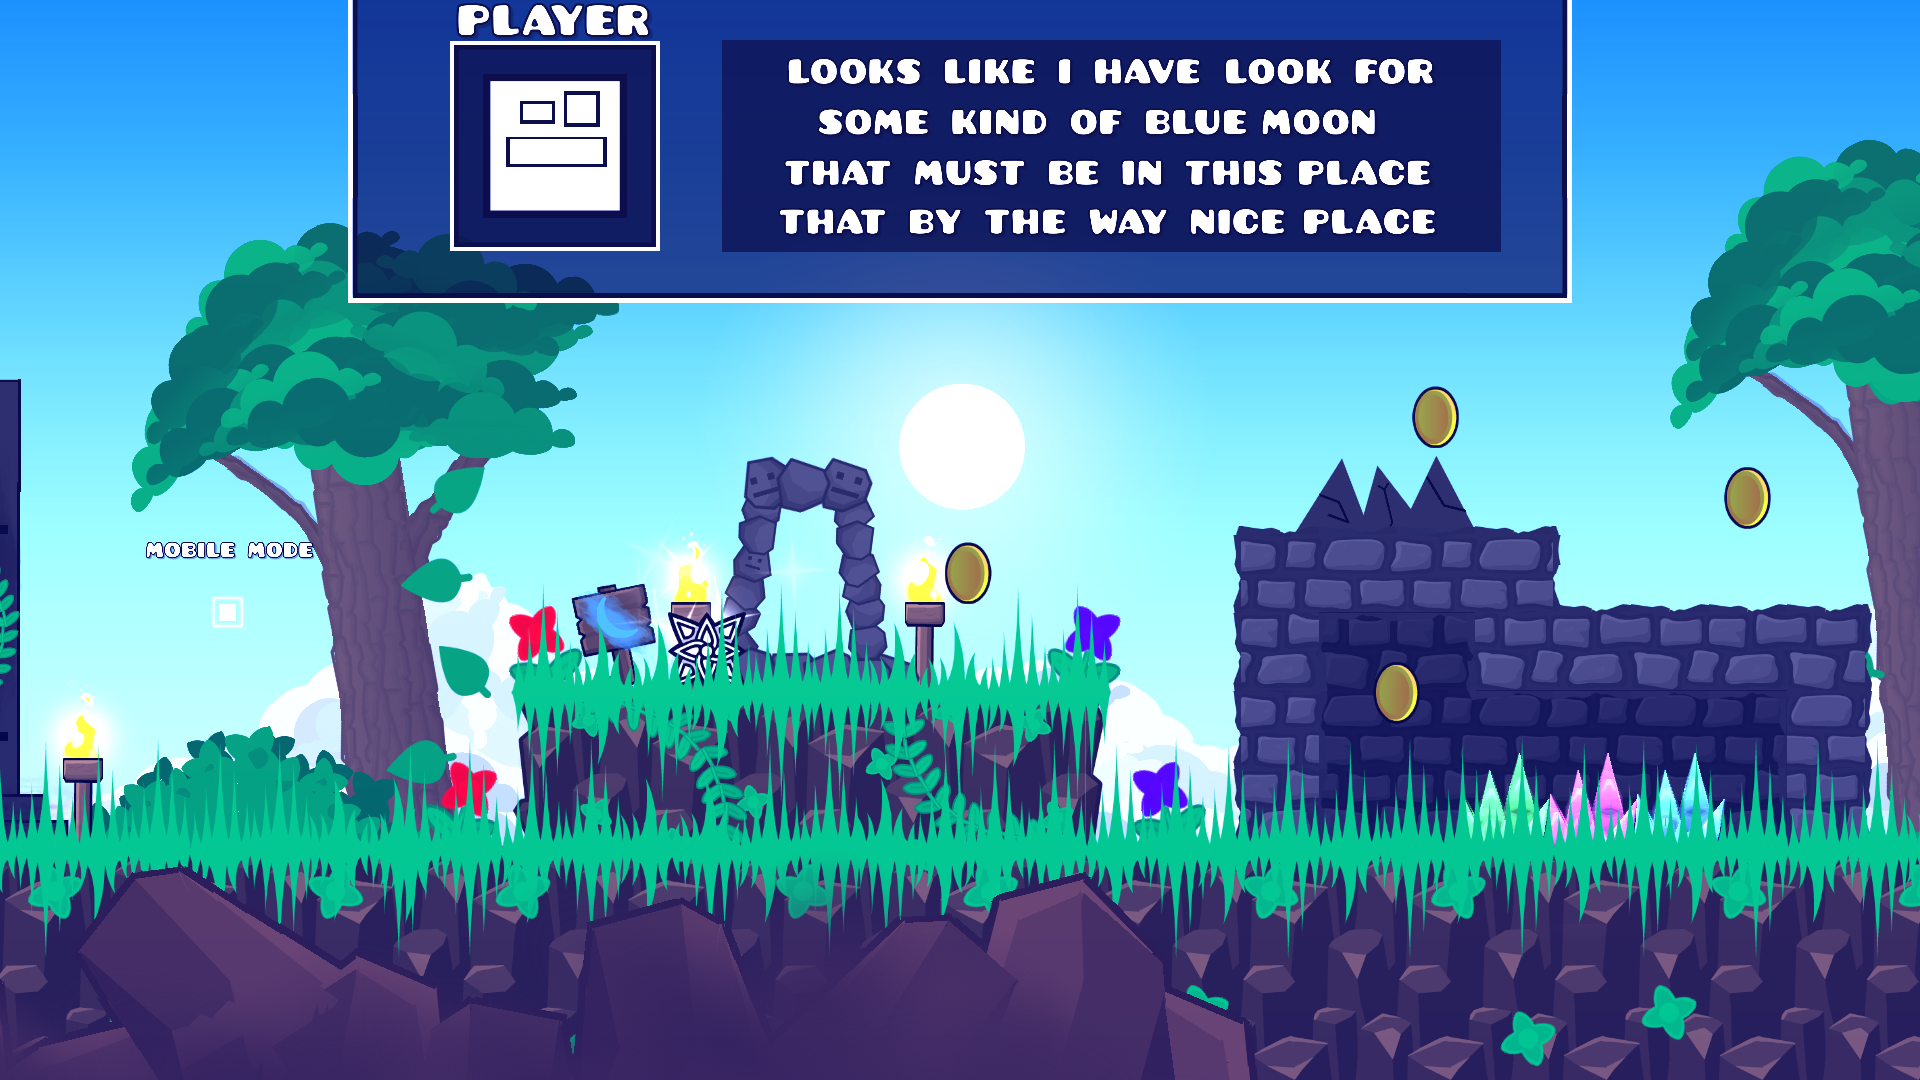 PLAYER
LOOKS LIKE I HAVE LOOK FOR
SOME KIND OF BLUE MOON
THAT MUST BE IN THIS PLACE
THAT BY THE WAY NICE PLACE
MOBILE MODE